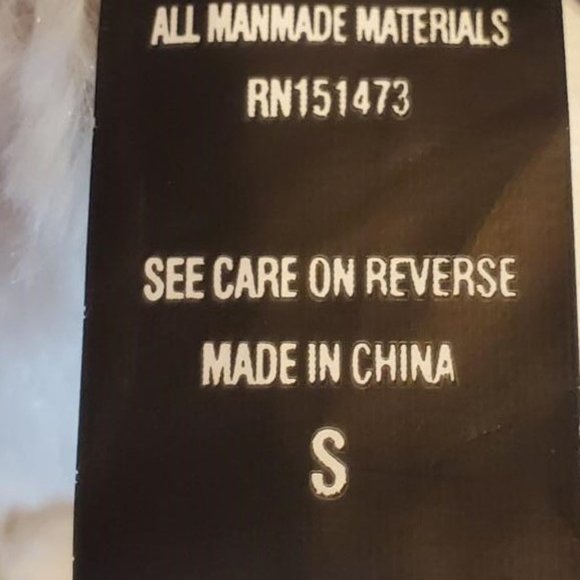 ALL MANMADE MATERIALS
RN151473
SEE CARE ON REVERSE
MADE IN CHINA
S